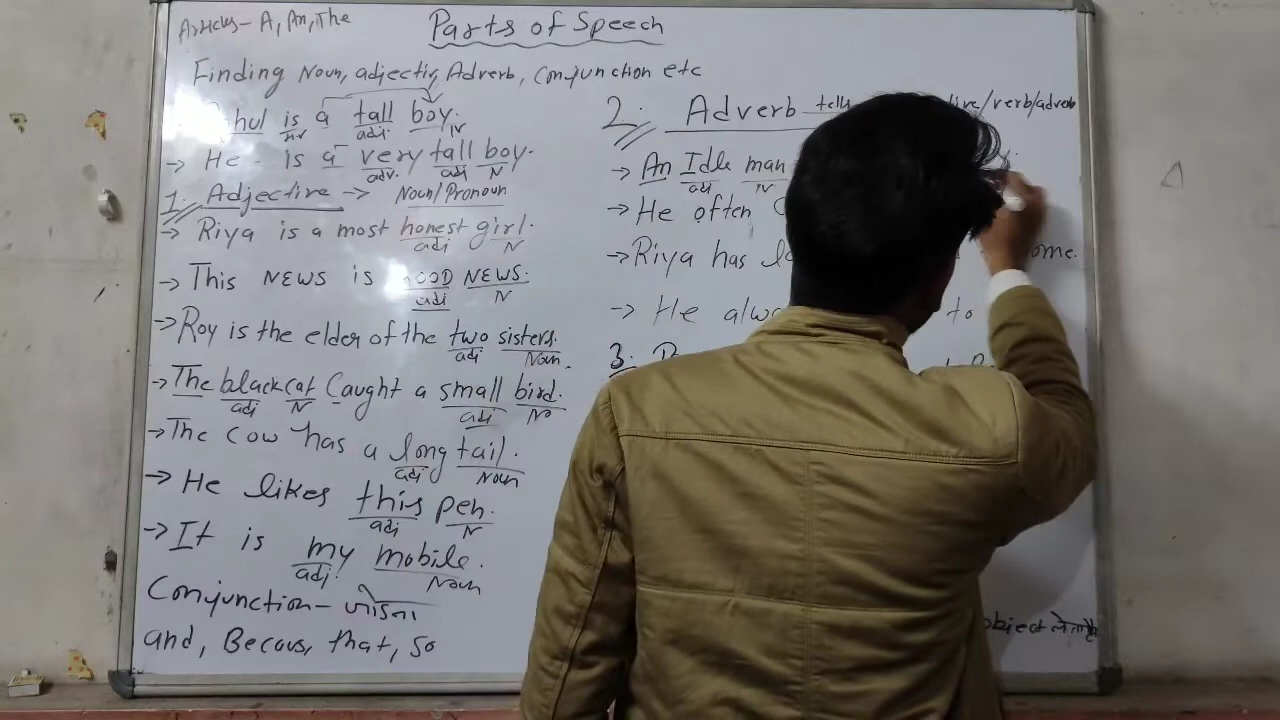 Articles - A, An, The
Parts of Speech
Finding Noun, adjective, Adverb, Conjunction etc
hul is a tall boy.
adj
→ He is a very tall boy.
adv. adj N
1. Adjective → Noun/Pronoun
→ Riya is a most honest girl.
adj N
→ This NEWS is GOOD NEWS.
adj N
→ Roy is the elder of the two sisters.
adj Noun
→ The black cat Caught a small bird.
adj N adj N
→ The Cow has a long tail.
adj Noun
→ He likes this pen.
adj N
→ It is my mobile.
adj Noun
Conjunction - जोडना
and, Becaus, that, so
2. Adverb tells /verb/adverb
→ An Idle man
adj N
→ He often
→ Riya has ome.
→ He to
3.
object लेता है